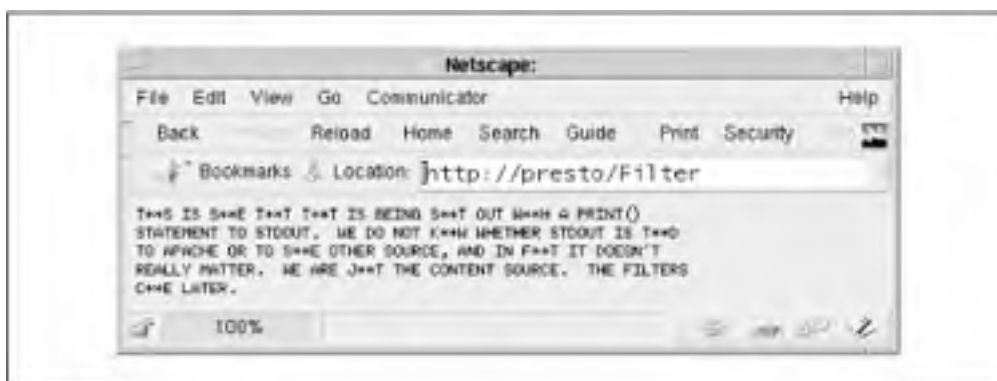 Netscape:
File Edit View Go Communicator Help
Back Reload Home Search Guide Print Security
Bookmarks Location: http://presto/Filter
T**S IS S**E T**T T**T IS BEING S**T OUT W**H A PRINT()
STATEMENT TO STDOUT. WE DO NOT K**W WHETHER STDOUT IS T**D
TO APACHE OR TO S**E OTHER SOURCE, AND IN F**T IT DOESN'T
REALLY MATTER. WE ARE J**T THE CONTENT SOURCE. THE FILTERS
C**E LATER.
100%